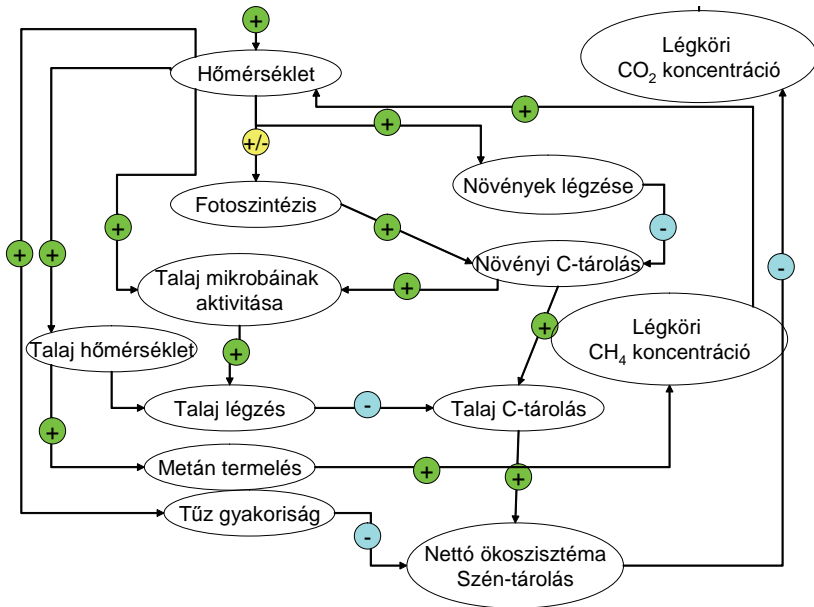 +
Légköri
CO₂ koncentráció
Hőmérséklet
+
+
+/-
Növények légzése
Fotoszintézis
+
+
-
+
+
Növényi C-tárolás
-
Talaj mikrobáinak
aktivitása
+
Légköri
CH₄ koncentráció
+
Talaj hőmérséklet
+
Talaj légzés
-
Talaj C-tárolás
+
Metán termelés
+
+
Tűz gyakoriság
-
Nettó ökoszisztéma
Szén-tárolás